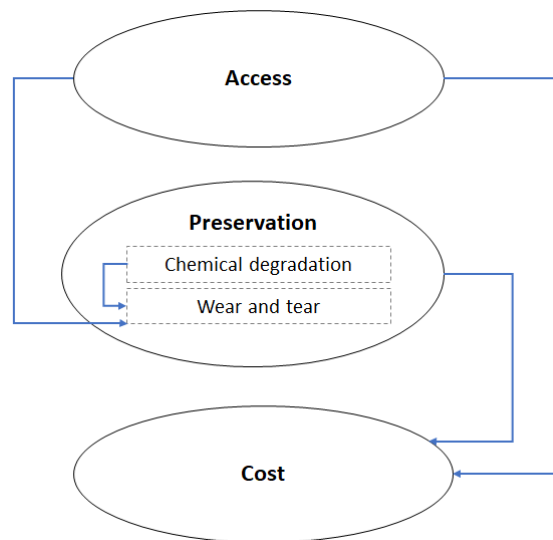 Access
Preservation
Chemical degradation
Wear and tear
Cost